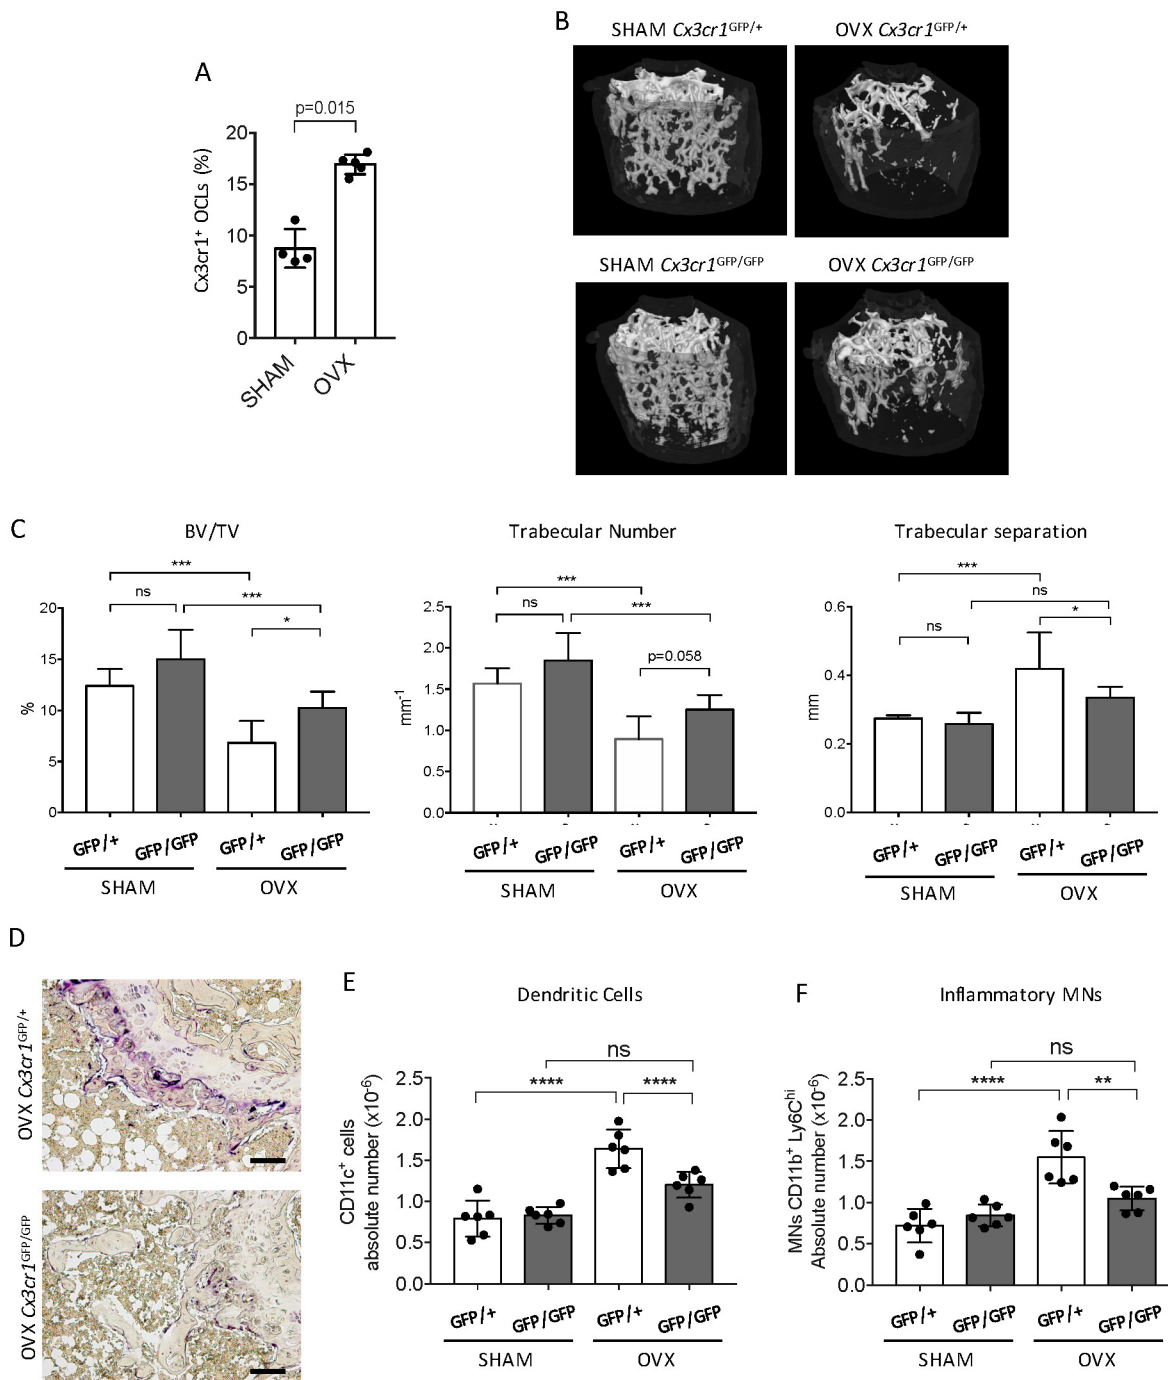 A
p=0.015
Cx3cr1⁺ OCLs (%)
20
15
10
5
0
SHAM
OVX
B
SHAM Cx3cr1ᴳᶠᴾ/⁺
OVX Cx3cr1ᴳᶠᴾ/⁺
SHAM Cx3cr1ᴳᶠᴾ/ᴳᶠᴾ
OVX Cx3cr1ᴳᶠᴾ/ᴳᶠᴾ
C
BV/TV
***
ns
***
*
%
20
15
10
5
0
GFP/+
GFP/GFP
GFP/+
GFP/GFP
SHAM
OVX
Trabecular Number
***
ns
***
p=0.058
mm⁻¹
2.5
2.0
1.5
1.0
0.5
0.0
GFP/+
GFP/GFP
GFP/+
GFP/GFP
SHAM
OVX
Trabecular separation
***
ns
ns
*
mm
0.6
0.4
0.2
0.0
GFP/+
GFP/GFP
GFP/+
GFP/GFP
SHAM
OVX
D
OVX Cx3cr1ᴳᶠᴾ/⁺
OVX Cx3cr1ᴳᶠᴾ/ᴳᶠᴾ
E
Dendritic Cells
ns
****
****
CD11c⁺ cells
absolute number (x10⁻⁶)
2.5
2.0
1.5
1.0
0.5
0.0
GFP/+
GFP/GFP
GFP/+
GFP/GFP
SHAM
OVX
F
Inflammatory MNs
ns
****
**
MNs CD11b⁺ Ly6Cʰⁱ
Absolute number (x10⁻⁶)
2.5
2.0
1.5
1.0
0.5
0.0
GFP/+
GFP/GFP
GFP/+
GFP/GFP
SHAM
OVX